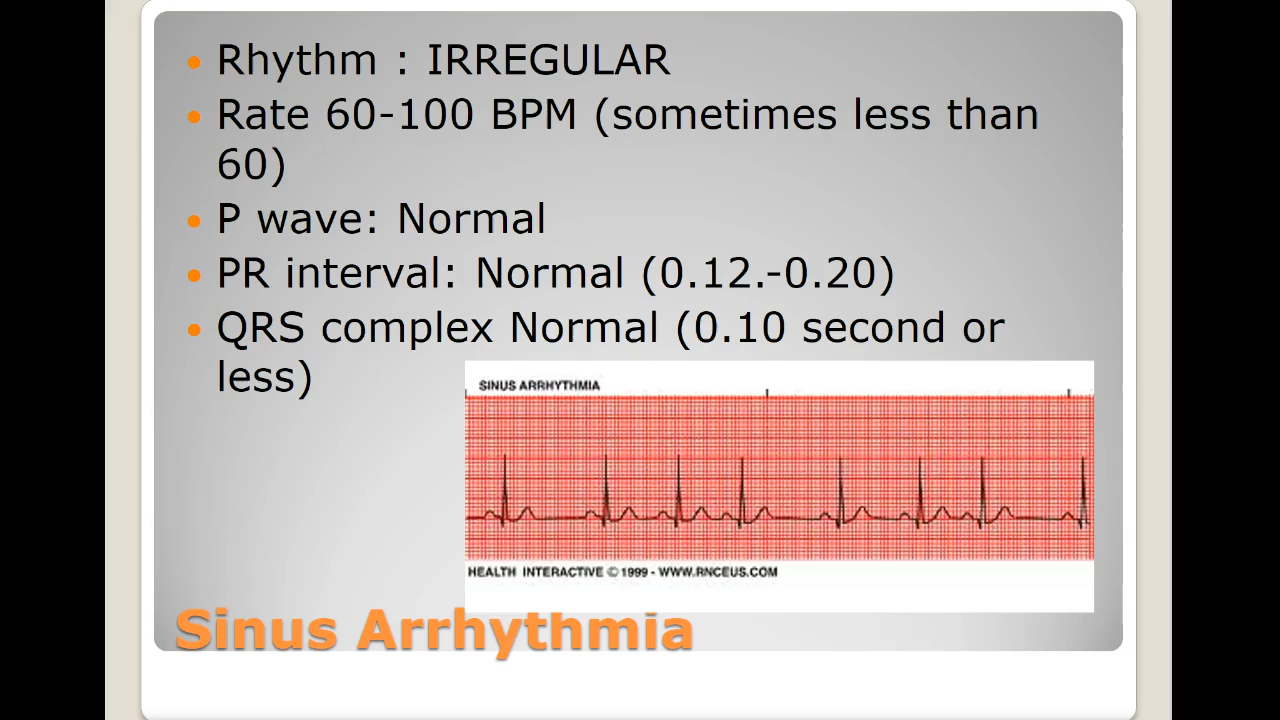 Rhythm : IRREGULAR
Rate 60-100 BPM (sometimes less than
60)
P wave: Normal
PR interval: Normal (0.12.-0.20)
QRS complex Normal (0.10 second or
less)
SINUS ARRHYTHMIA
HEALTH INTERACTIVE © 1999 - WWW.RNCEUS.COM
Sinus Arrhythmia